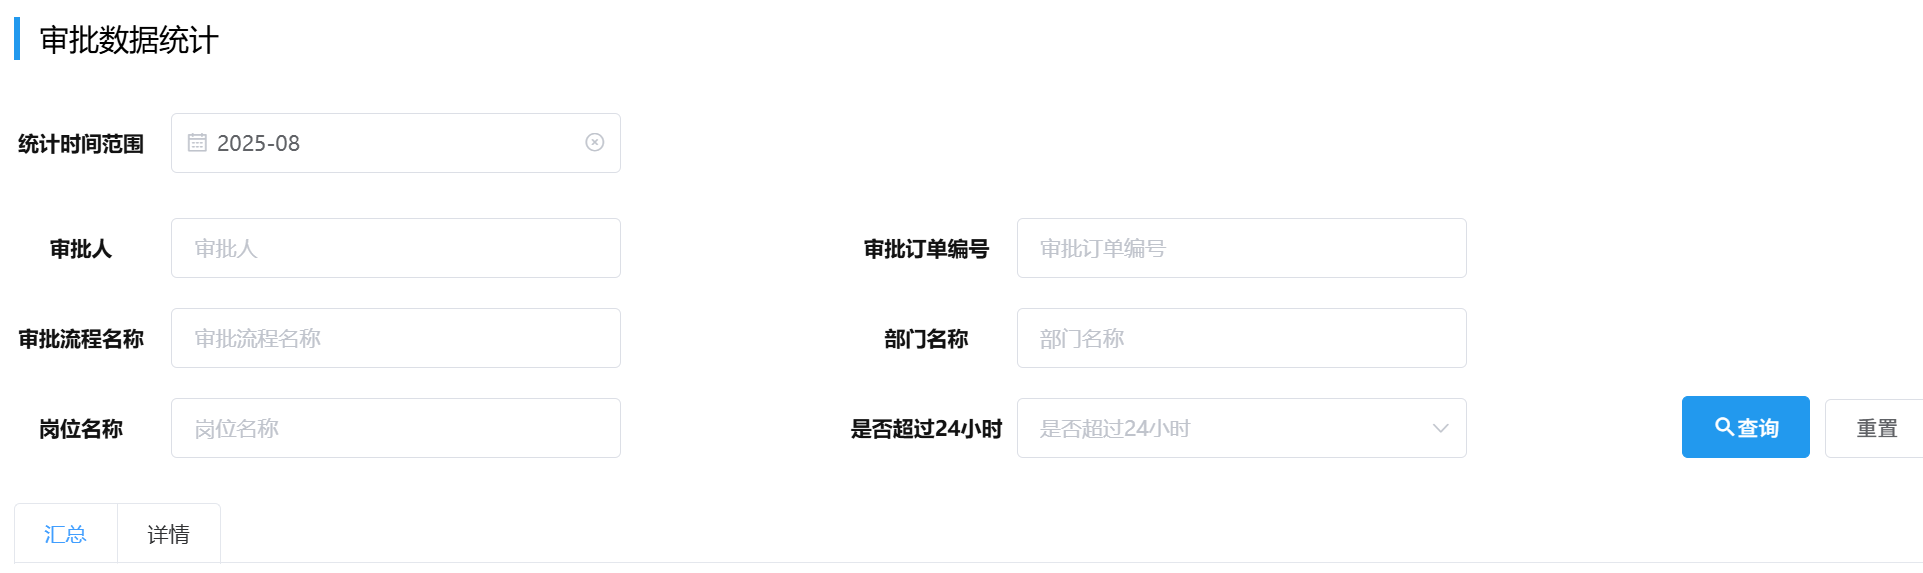 审批数据统计
统计时间范围 2025-08
审批人 审批人 审批订单编号 审批订单编号
审批流程名称 审批流程名称 部门名称 部门名称
岗位名称 岗位名称 是否超过24小时 是否超过24小时 查询 重置
汇总 详情